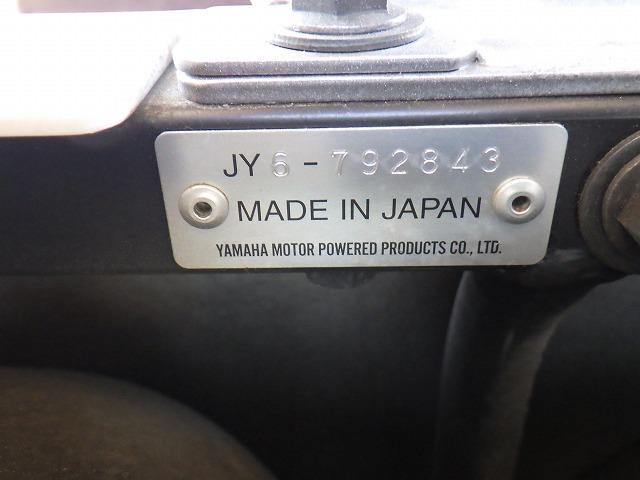 JY6-792843
MADE IN JAPAN
YAMAHA MOTOR POWERED PRODUCTS CO., LTD.